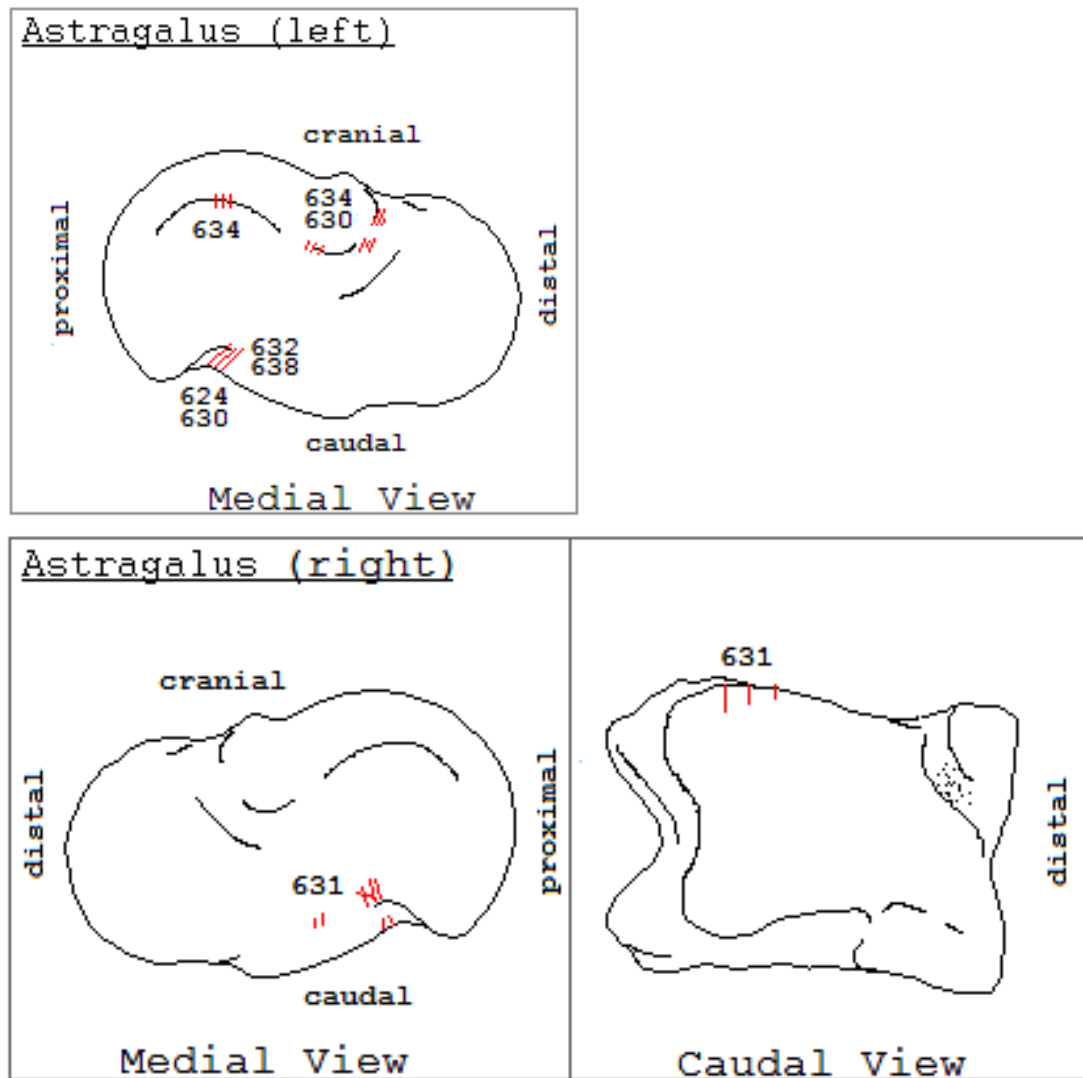 Astragalus (left)
cranial
634
630
634
proximal
distal
632
638
624
630
caudal
Medial View
Astragalus (right)
cranial
distal
proximal
631
caudal
Medial View
631
distal
Caudal View